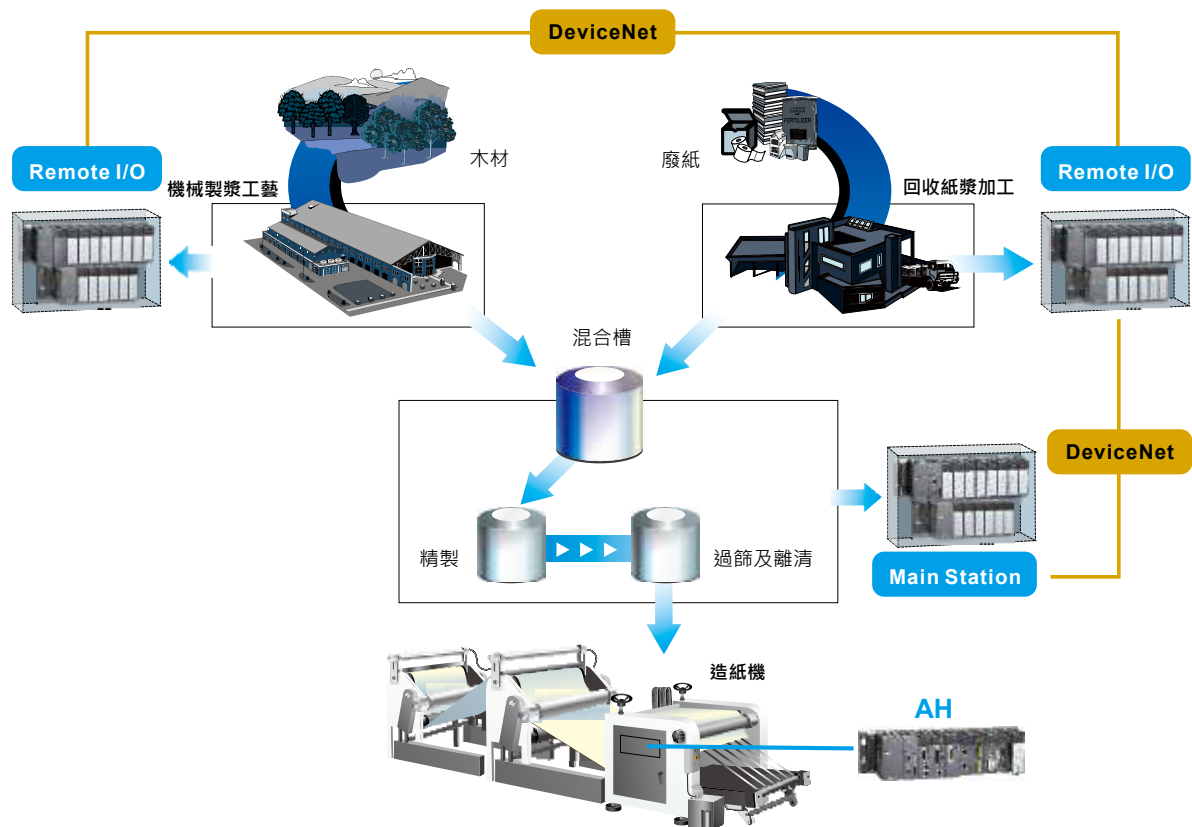 DeviceNet
木材
廢紙
Remote I/O
機械製漿工藝
回收紙漿加工
Remote I/O
FERTILIZER
混合槽
DeviceNet
精製
過篩及離清
Main Station
造紙機
AH